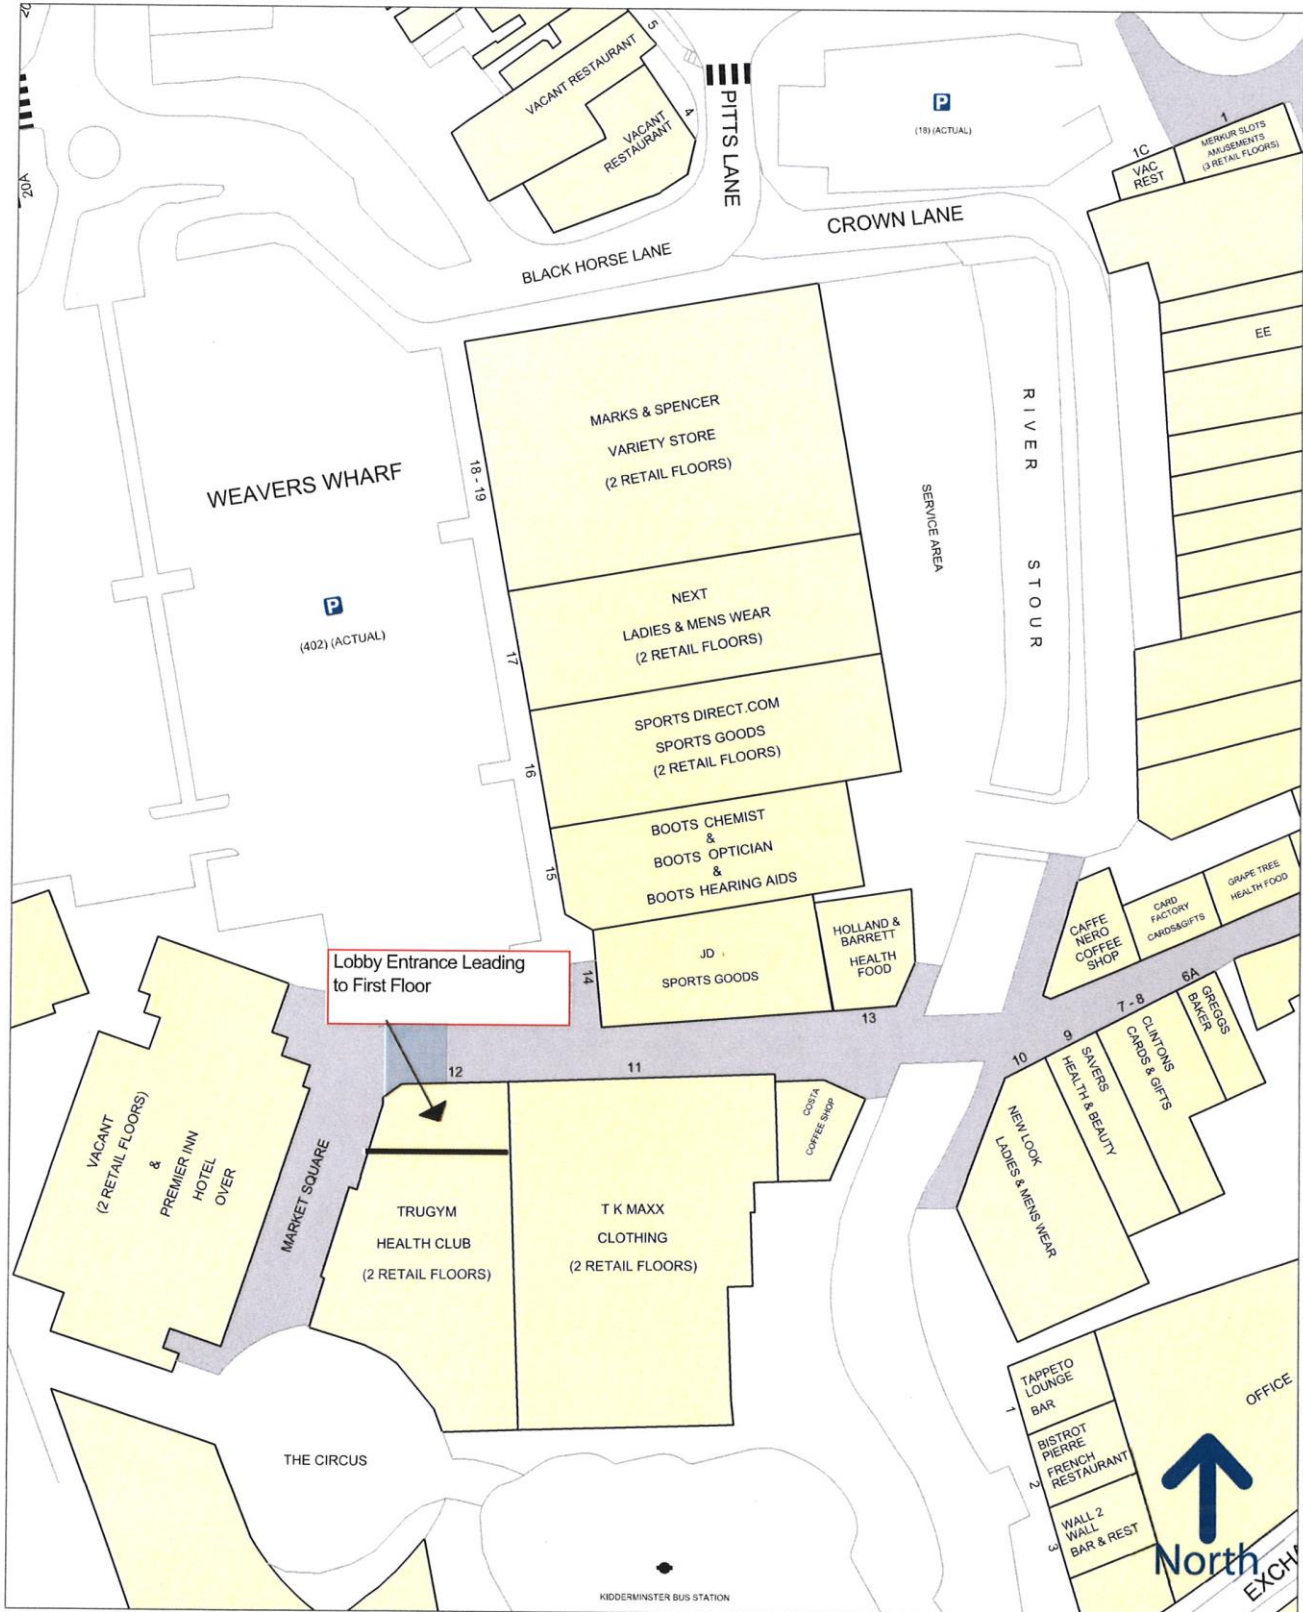 20
20A
VACANT RESTAURANT
5
VACANT
RESTAURANT
4
PITTS LANE
P
(18) (ACTUAL)
1
MERKUR SLOTS
AMUSEMENTS
(3 RETAIL FLOORS)
1C
VAC
REST
CROWN LANE
BLACK HORSE LANE
EE
MARKS & SPENCER
VARIETY STORE
(2 RETAIL FLOORS)
18 - 19
WEAVERS WHARF
P
(402) (ACTUAL)
RIVER STOUR
SERVICE AREA
NEXT
LADIES & MENS WEAR
(2 RETAIL FLOORS)
17
SPORTS DIRECT.COM
SPORTS GOODS
(2 RETAIL FLOORS)
16
BOOTS CHEMIST
&
BOOTS OPTICIAN
&
BOOTS HEARING AIDS
15
JD
SPORTS GOODS
14
HOLLAND &
BARRETT
HEALTH
FOOD
13
CAFFE
NERO
COFFEE
SHOP
CARD
FACTORY
CARDS&GIFTS
GRAPE TREE
HEALTH FOOD
Lobby Entrance Leading
to First Floor
12
11
10
9
7 - 8
6A
GREGGS
BAKER
CLINTONS
CARDS & GIFTS
SAVERS
HEALTH & BEAUTY
NEW LOOK
LADIES & MENS WEAR
COSTA
COFFEE SHOP
VACANT
(2 RETAIL FLOORS)
&
PREMIER INN
HOTEL
OVER
MARKET SQUARE
TRUGYM
HEALTH CLUB
(2 RETAIL FLOORS)
T K MAXX
CLOTHING
(2 RETAIL FLOORS)
TAPPETO
LOUNGE
BAR
1
BISTROT
PIERRE
FRENCH
RESTAURANT
2
WALL 2
WALL
BAR & REST
3
OFFICE
THE CIRCUS
KIDDERMINSTER BUS STATION
North
EXCHA